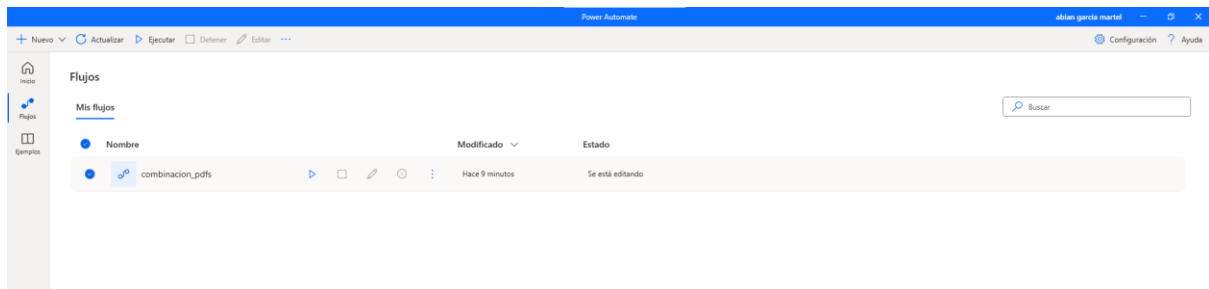 Power Automate
abian garcia martel
Nuevo Actualizar Ejecutar Detener Editar ...
Configuración ? Ayuda
Inicio
Flujos
Ejemplos
Flujos
Mis flujos
Buscar
Nombre Modificado Estado
combinacion_pdfs Hace 9 minutos Se está editando